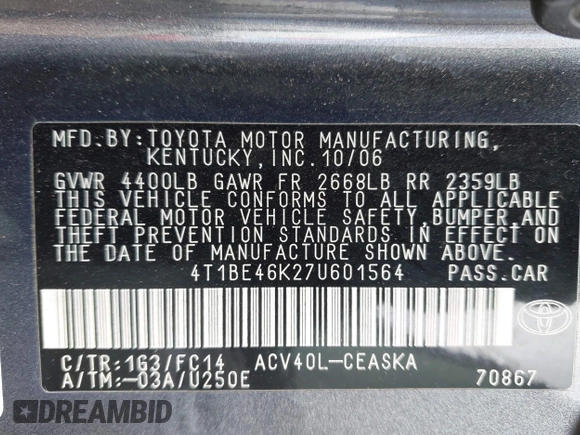 MFD.BY:TOYOTA MOTOR MANUFACTURING,
KENTUCKY,INC.10/06
GVWR 4400LB GAWR FR 2668LB RR 2359LB
THIS VEHICLE CONFORMS TO ALL APPLICABLE
FEDERAL MOTOR VEHICLE SAFETY,BUMPER,AND
THEFT PREVENTION STANDARDS IN EFFECT ON
THE DATE OF MANUFACTURE SHOWN ABOVE.
4T1BE46K27U601564 PASS.CAR
C/TR:1G3/FC14 ACV40L-CEASKA
A/TM:-03A/U250E 70867
DREAMBID